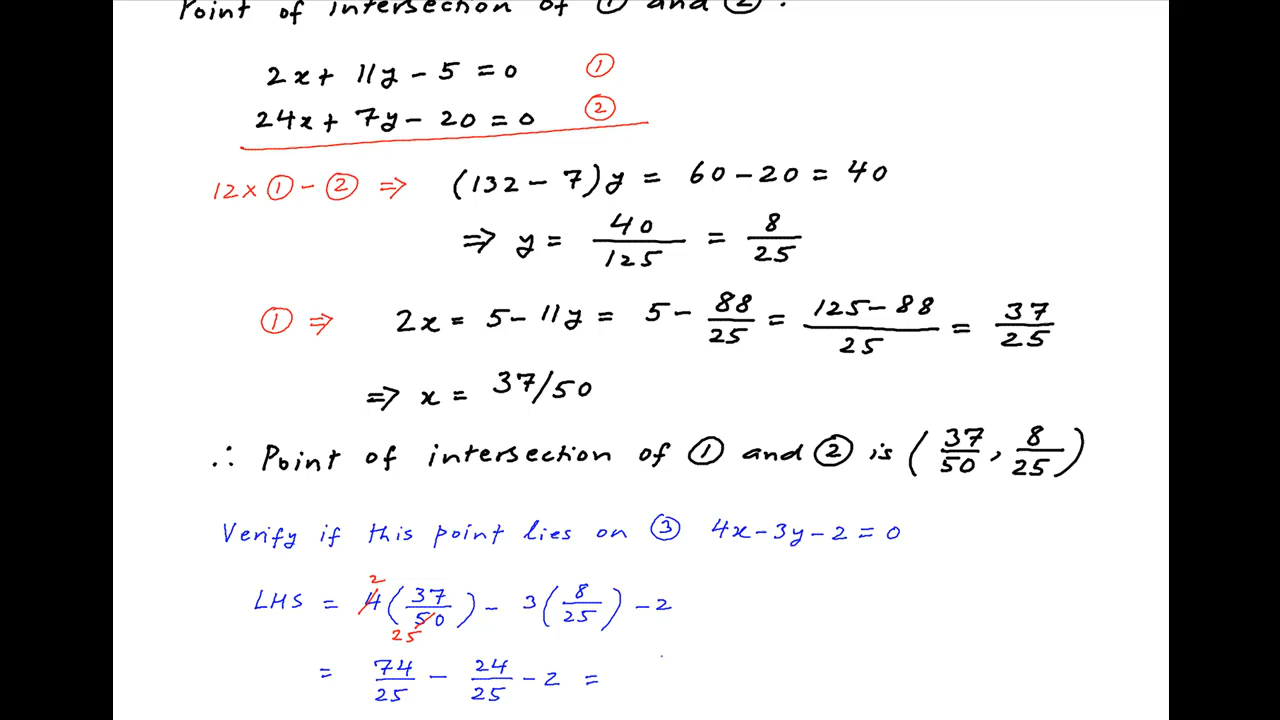 Point of intersection of ① and ② :
2x + 11y - 5 = 0 ①
24x + 7y - 20 = 0 ②
12 x ① - ② ⇒ (132 - 7) y = 60 - 20 = 40
⇒ y = 40/125 = 8/25
① ⇒ 2x = 5 - 11y = 5 - 88/25 = (125 - 88)/25 = 37/25
⇒ x = 37/50
∴ Point of intersection of ① and ② is (37/50, 8/25)
Verify if this point lies on ③ 4x - 3y - 2 = 0
2
LHS = 4(37/50) - 3(8/25) - 2
25
= 74/25 - 24/25 - 2 =